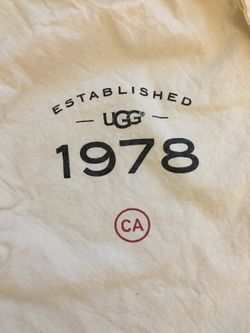 ESTABLISHED
— UGG® —
1978
CA